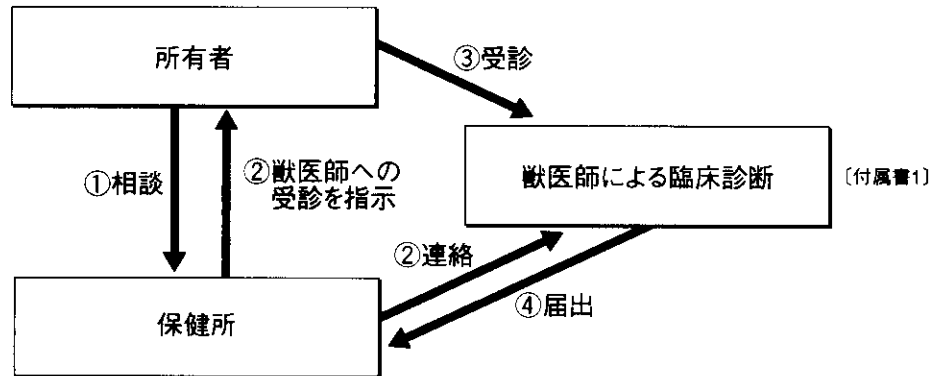 所有者
③受診
①相談
②獣医師への
受診を指示
獣医師による臨床診断
〔付属書1〕
②連絡
④届出
保健所